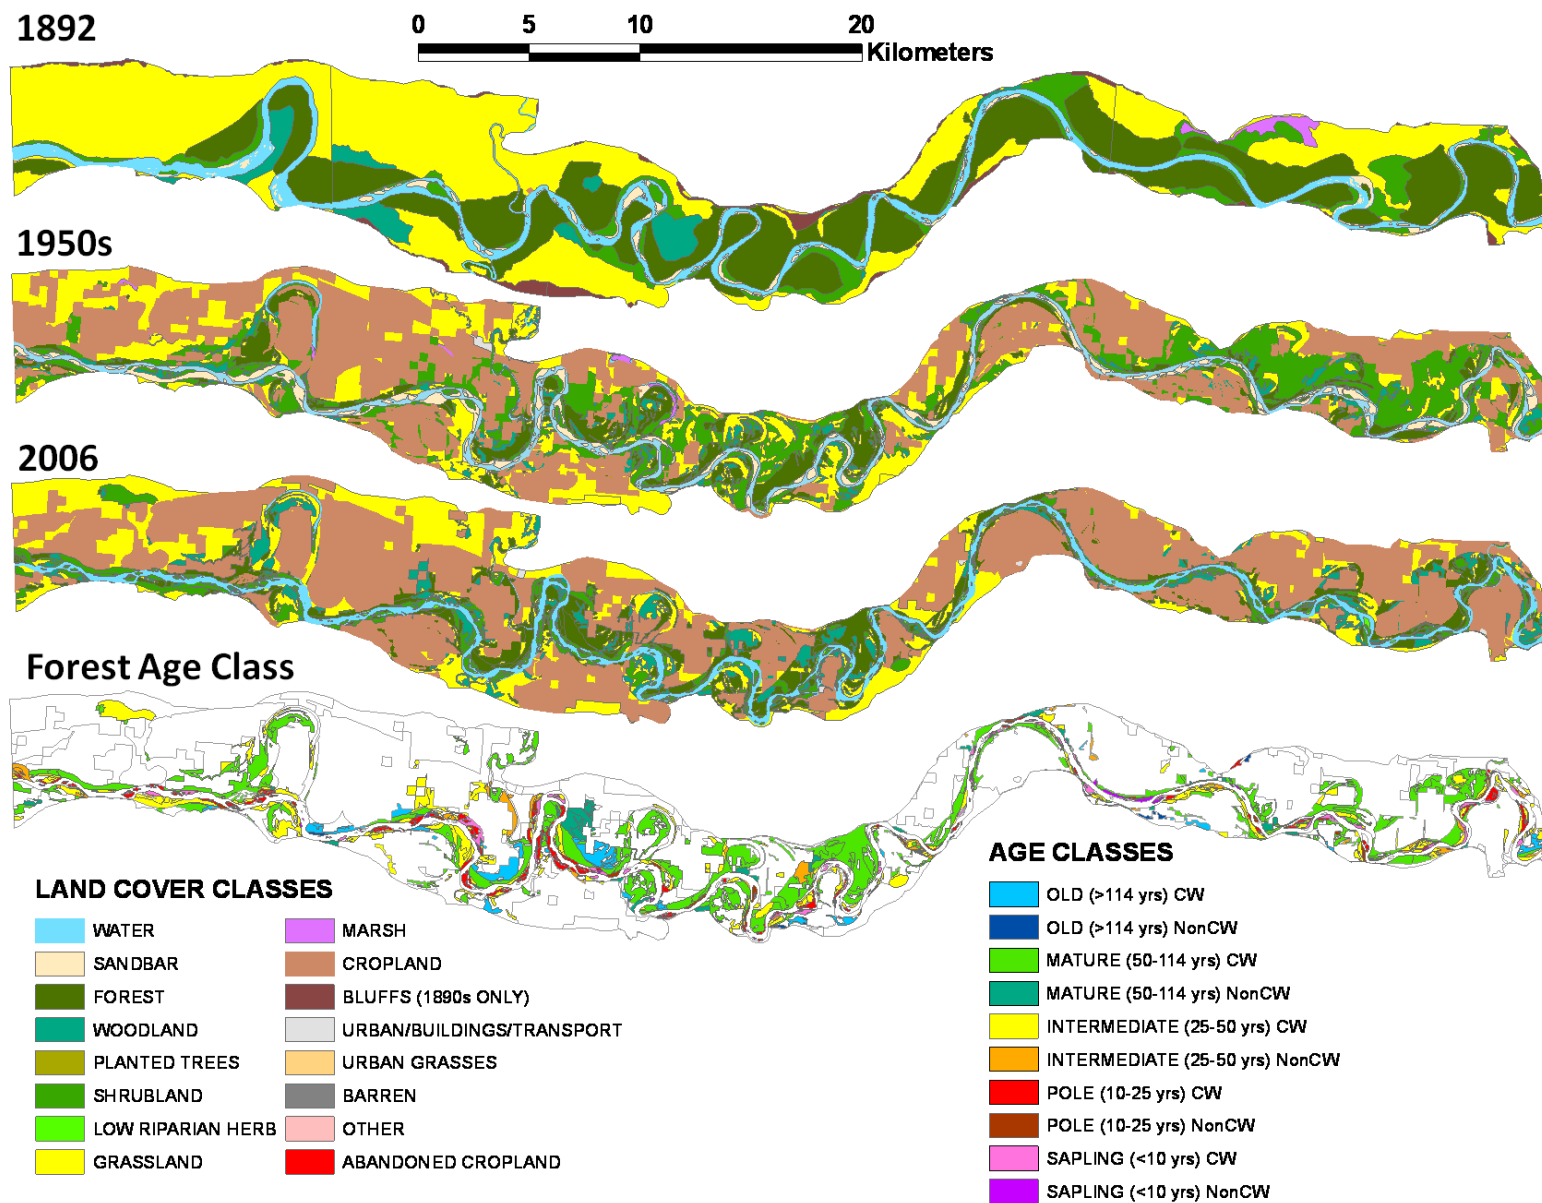 1892
0 5 10 20
Kilometers
1950s
2006
Forest Age Class
LAND COVER CLASSES
WATER
SANDBAR
FOREST
WOODLAND
PLANTED TREES
SHRUBLAND
LOW RIPARIAN HERB
GRASSLAND
MARSH
CROPLAND
BLUFFS (1890s ONLY)
URBAN/BUILDINGS/TRANSPORT
URBAN GRASSES
BARREN
OTHER
ABANDONED CROPLAND
AGE CLASSES
OLD (>114 yrs) CW
OLD (>114 yrs) NonCW
MATURE (50-114 yrs) CW
MATURE (50-114 yrs) NonCW
INTERMEDIATE (25-50 yrs) CW
INTERMEDIATE (25-50 yrs) NonCW
POLE (10-25 yrs) CW
POLE (10-25 yrs) NonCW
SAPLING (<10 yrs) CW
SAPLING (<10 yrs) NonCW